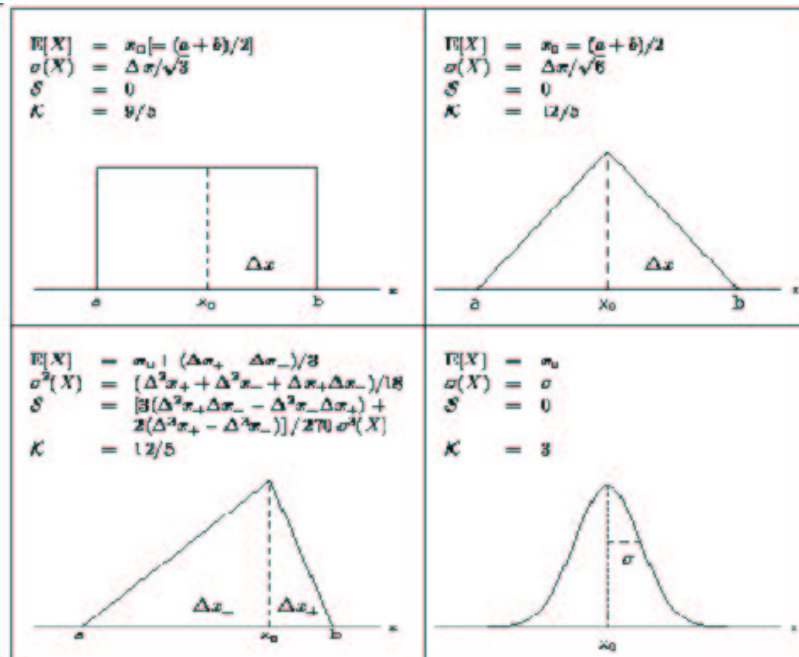 E[X] = x₀[= (a + b)/2]
σ(X) = Δx/√3
S = 0
K = 9/5
Δx
a x₀ b x
E[X] = x₀ = (a + b)/2
σ(X) = Δx/√6
S = 0
K = 12/5
Δx
a x₀ b x
E[X] = x₀ + (Δx₊ − Δx₋)/3
σ²(X) = (Δ²x₊ + Δ²x₋ + Δx₊Δx₋)/18
S = [3(Δ²x₊Δx₋ − Δ²x₋Δx₊) +
2(Δ³x₊ − Δ³x₋)]/270 σ³(X)
K = 12/5
Δx₋ Δx₊
a x₀ b x
E[X] = x₀
σ(X) = σ
S = 0
K = 3
σ
x₀